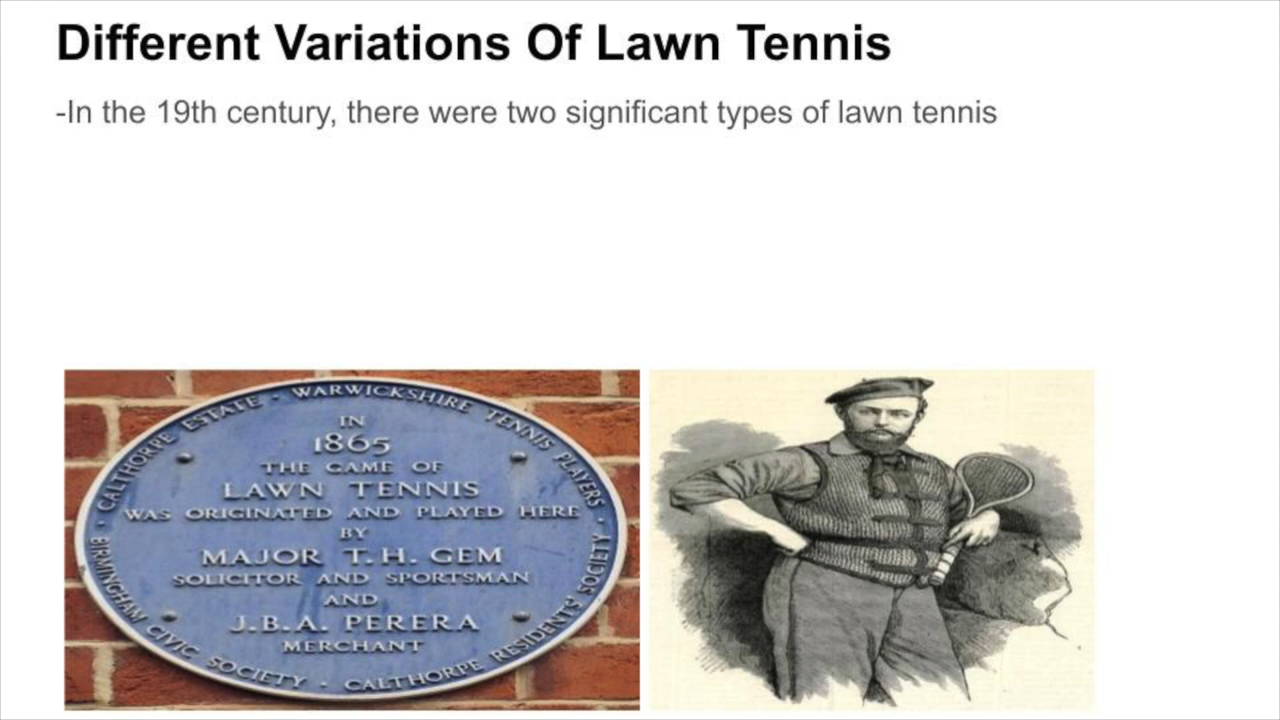 Different Variations Of Lawn Tennis
-In the 19th century, there were two significant types of lawn tennis
CALTHORPE ESTATE - WARWICKSHIRE TENNIS PLAYERS
IN
1865
THE GAME OF
LAWN TENNIS
WAS ORIGINATED AND PLAYED HERE
BY
MAJOR T. H. GEM
SOLICITOR AND SPORTSMAN
AND
J.B.A. PERERA
MERCHANT
BIRMINGHAM CIVIC SOCIETY - CALTHORPE RESIDENTS' SOCIETY